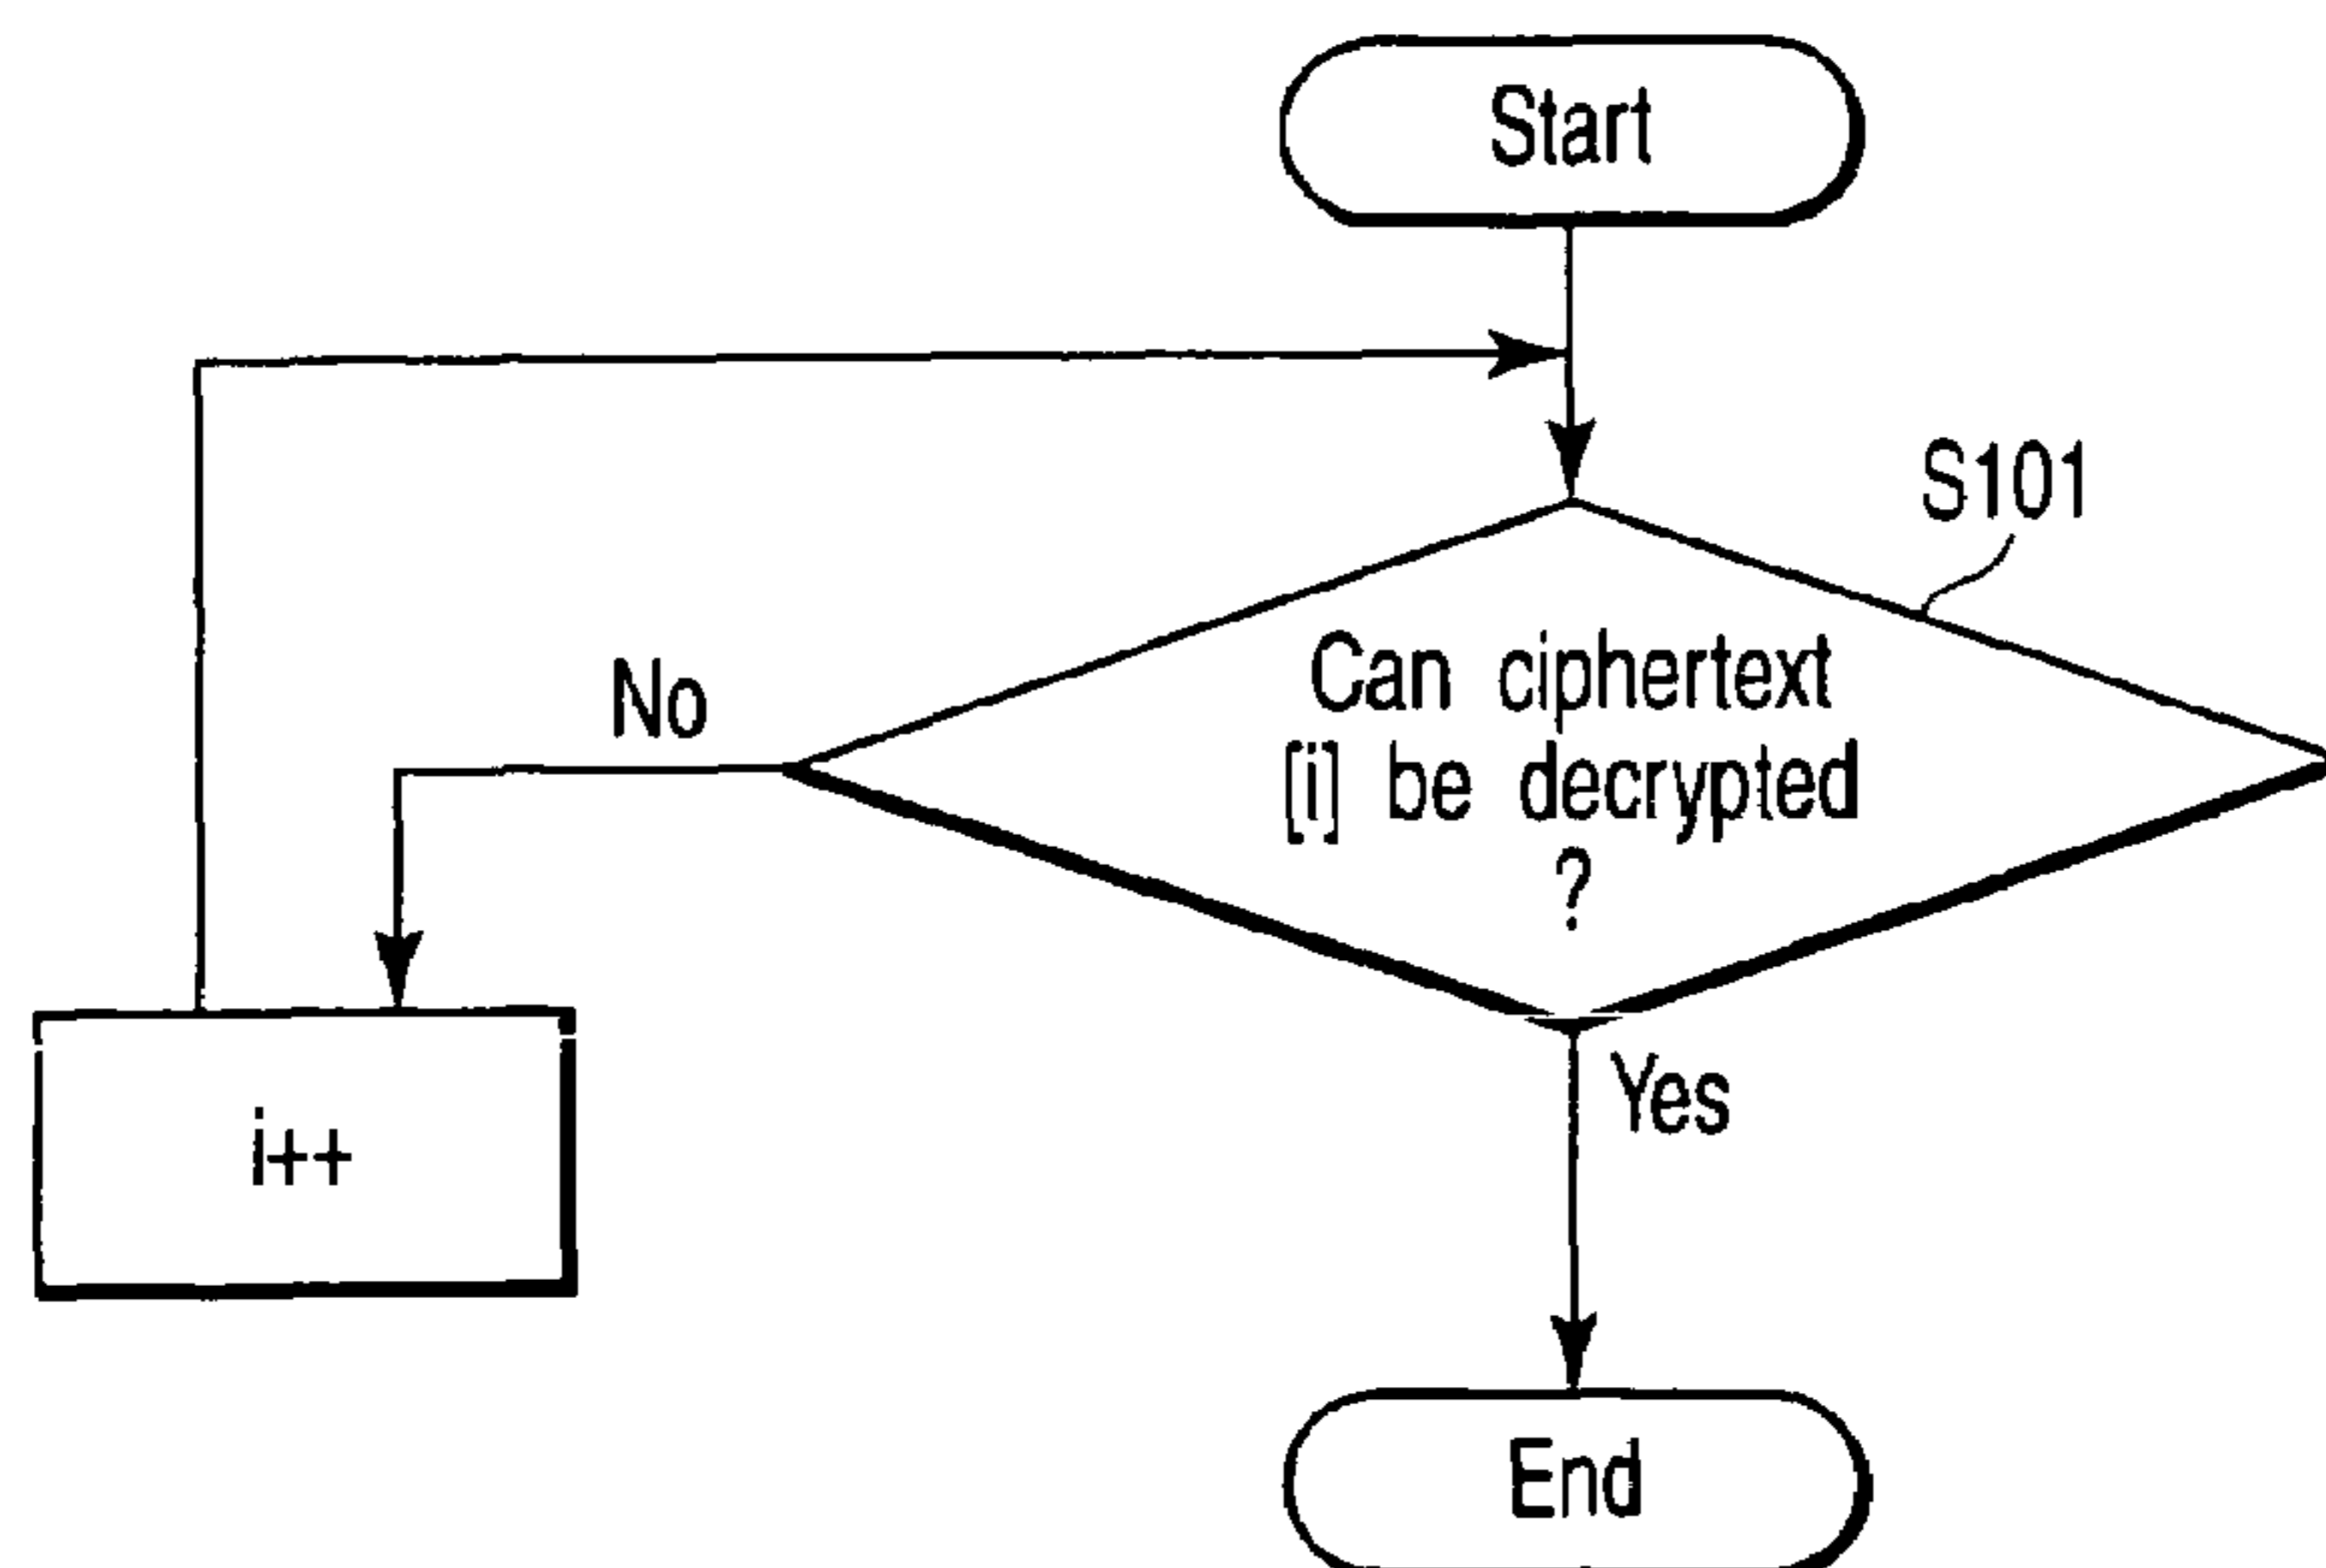 Start
S101
No
Can ciphertext
[i] be decrypted
?
Yes
i++
End